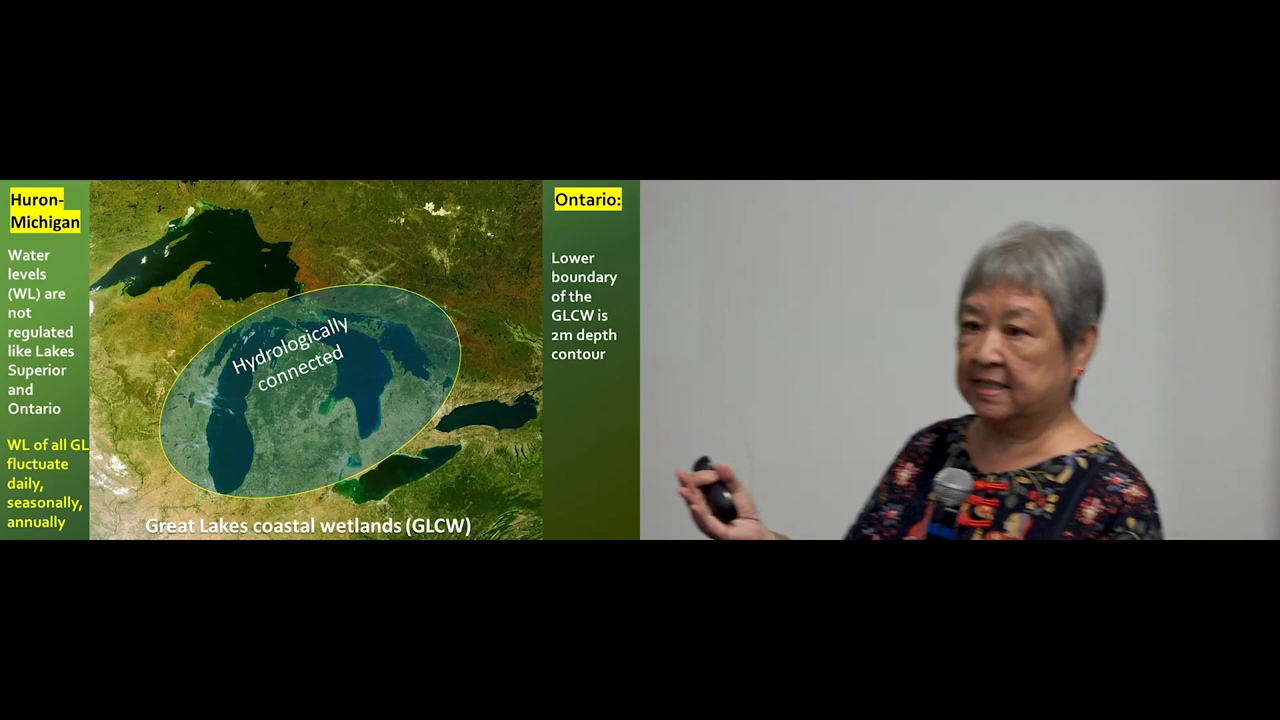 Huron-
Michigan
Water
levels
(WL) are
not
regulated
like Lakes
Superior
and
Ontario
WL of all GL
fluctuate
daily,
seasonally,
annually
Hydrologically
connected
Great Lakes coastal wetlands (GLCW)
Ontario:
Lower
boundary
of the
GLCW is
2m depth
contour